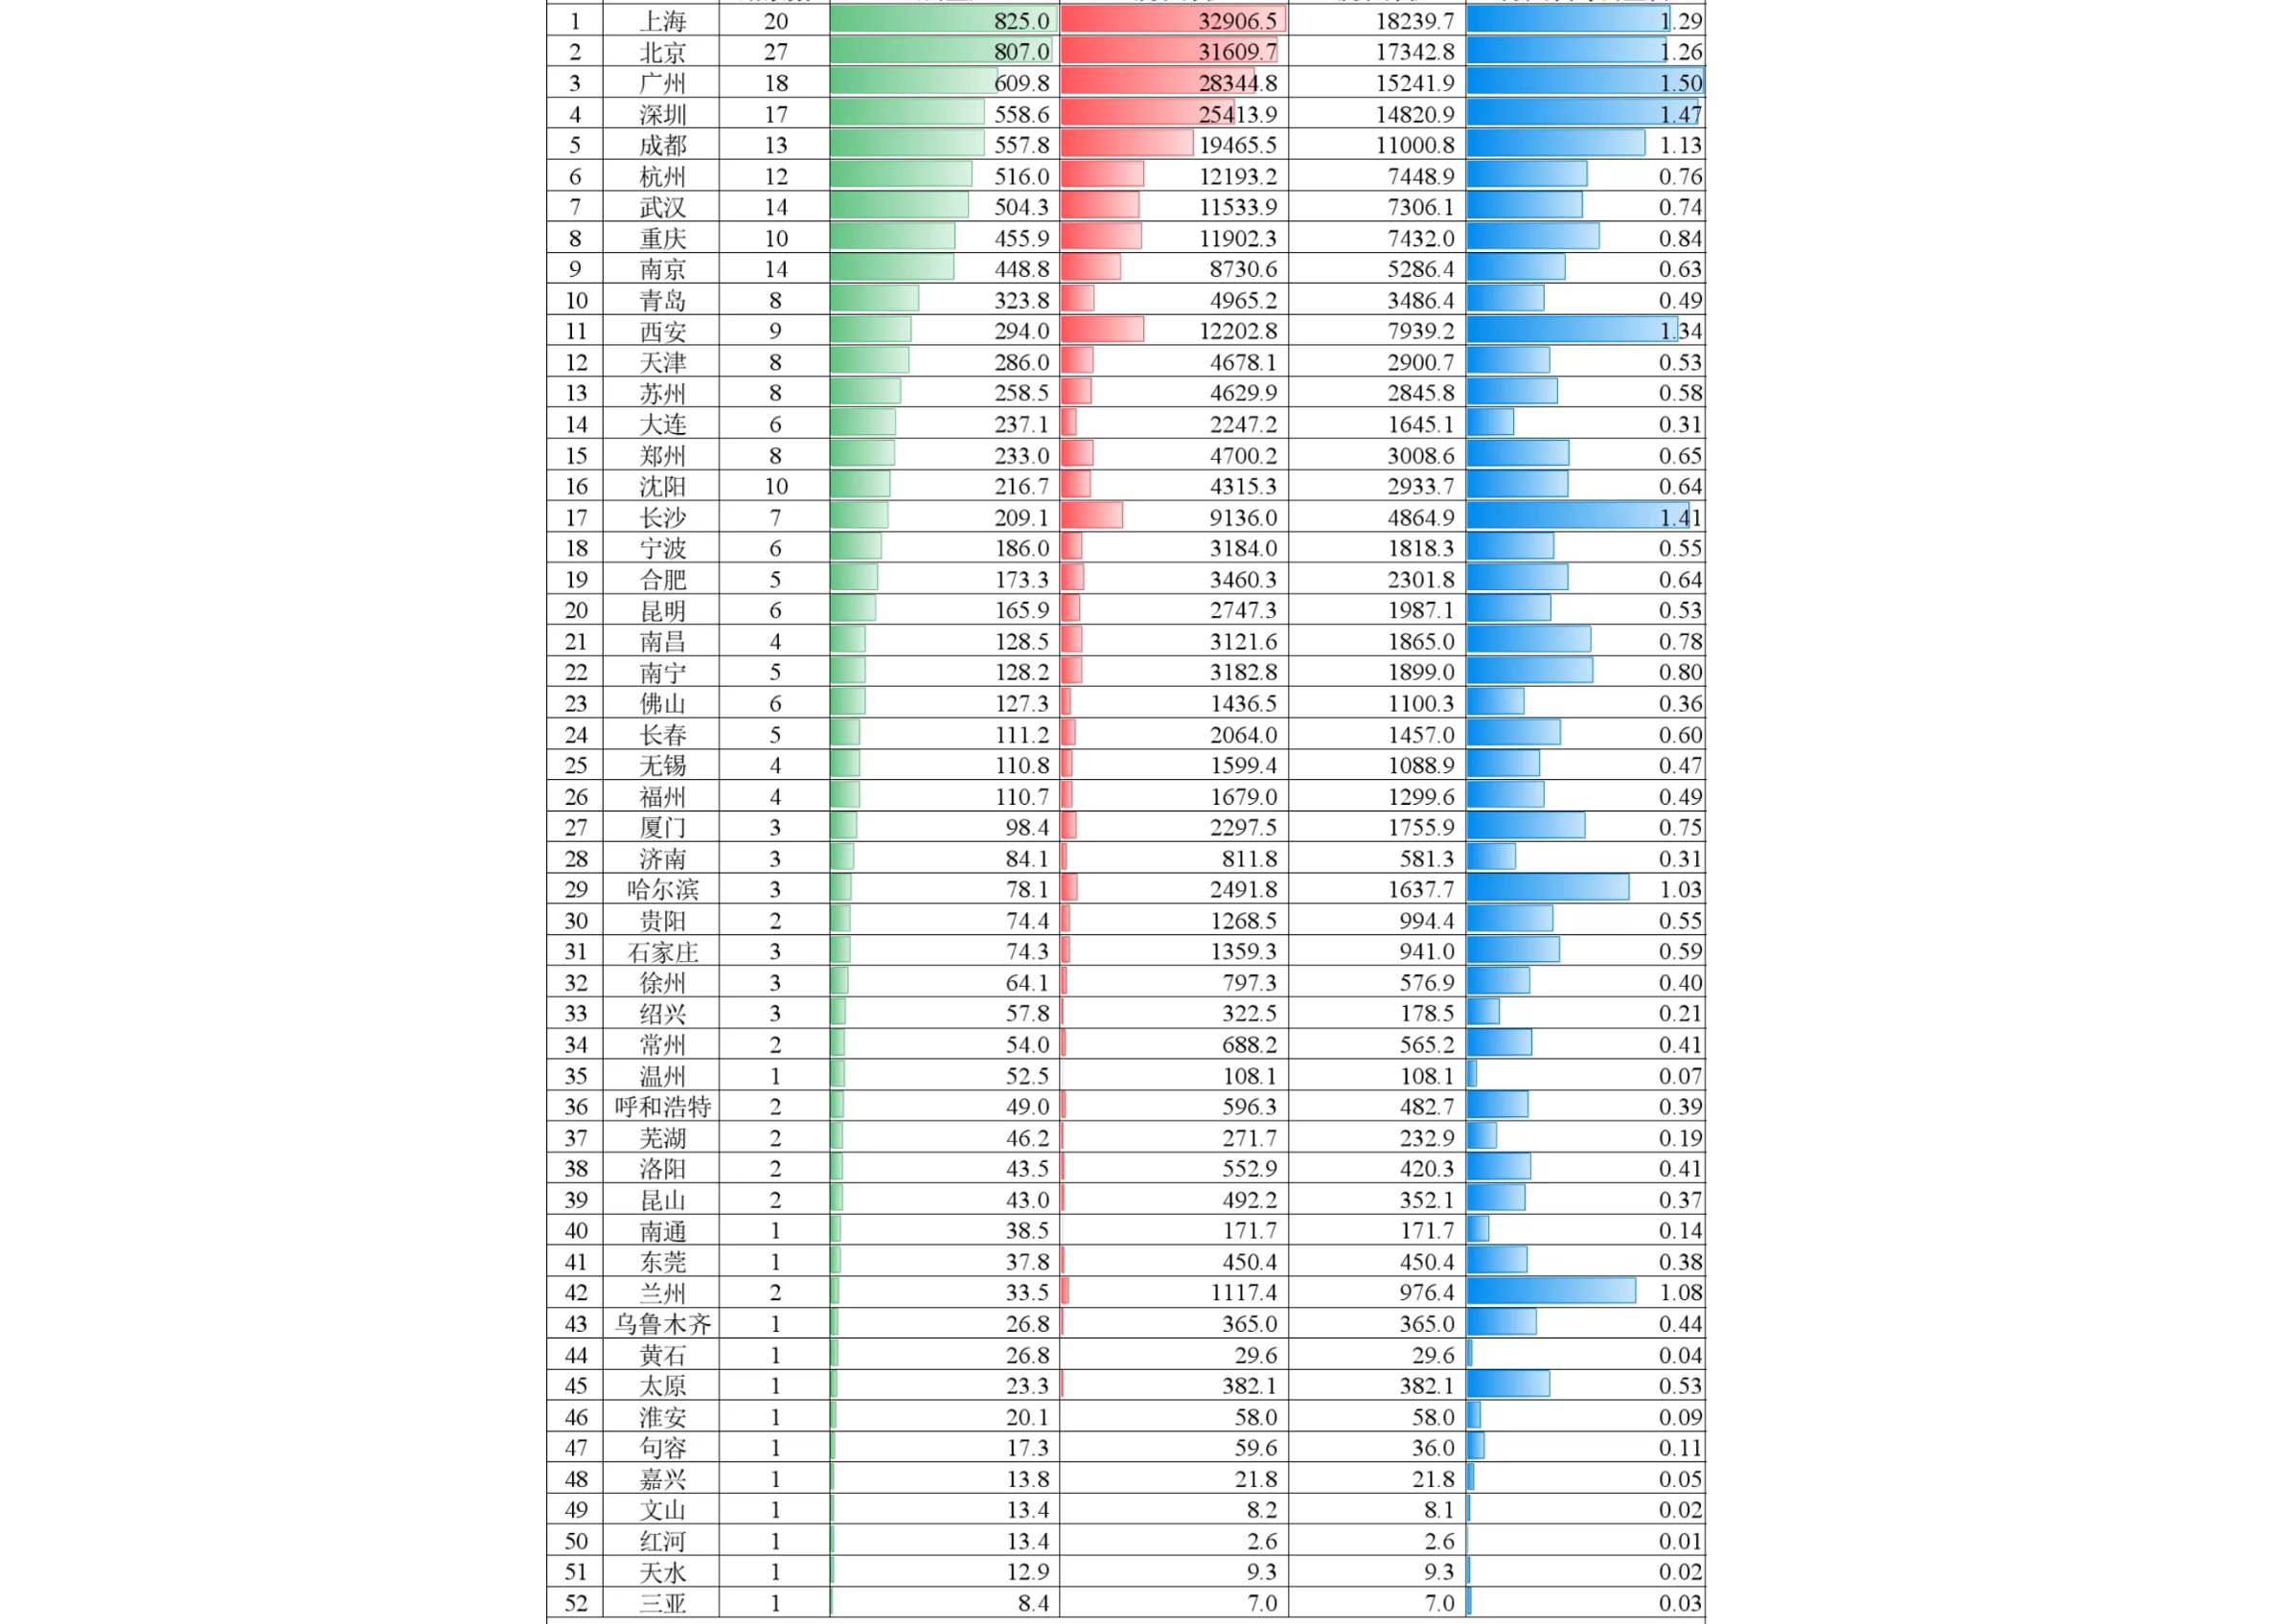 1 上海 20 825.0 32906.5 18239.7 1.29
2 北京 27 807.0 31609.7 17342.8 1.26
3 广州 18 609.8 28344.8 15241.9 1.50
4 深圳 17 558.6 25413.9 14820.9 1.47
5 成都 13 557.8 19465.5 11000.8 1.13
6 杭州 12 516.0 12193.2 7448.9 0.76
7 武汉 14 504.3 11533.9 7306.1 0.74
8 重庆 10 455.9 11902.3 7432.0 0.84
9 南京 14 448.8 8730.6 5286.4 0.63
10 青岛 8 323.8 4965.2 3486.4 0.49
11 西安 9 294.0 12202.8 7939.2 1.34
12 天津 8 286.0 4678.1 2900.7 0.53
13 苏州 8 258.5 4629.9 2845.8 0.58
14 大连 6 237.1 2247.2 1645.1 0.31
15 郑州 8 233.0 4700.2 3008.6 0.65
16 沈阳 10 216.7 4315.3 2933.7 0.64
17 长沙 7 209.1 9136.0 4864.9 1.41
18 宁波 6 186.0 3184.0 1818.3 0.55
19 合肥 5 173.3 3460.3 2301.8 0.64
20 昆明 6 165.9 2747.3 1987.1 0.53
21 南昌 4 128.5 3121.6 1865.0 0.78
22 南宁 5 128.2 3182.8 1899.0 0.80
23 佛山 6 127.3 1436.5 1100.3 0.36
24 长春 5 111.2 2064.0 1457.0 0.60
25 无锡 4 110.8 1599.4 1088.9 0.47
26 福州 4 110.7 1679.0 1299.6 0.49
27 厦门 3 98.4 2297.5 1755.9 0.75
28 济南 3 84.1 811.8 581.3 0.31
29 哈尔滨 3 78.1 2491.8 1637.7 1.03
30 贵阳 2 74.4 1268.5 994.4 0.55
31 石家庄 3 74.3 1359.3 941.0 0.59
32 徐州 3 64.1 797.3 576.9 0.40
33 绍兴 3 57.8 322.5 178.5 0.21
34 常州 2 54.0 688.2 565.2 0.41
35 温州 1 52.5 108.1 108.1 0.07
36 呼和浩特 2 49.0 596.3 482.7 0.39
37 芜湖 2 46.2 271.7 232.9 0.19
38 洛阳 2 43.5 552.9 420.3 0.41
39 昆山 2 43.0 492.2 352.1 0.37
40 南通 1 38.5 171.7 171.7 0.14
41 东莞 1 37.8 450.4 450.4 0.38
42 兰州 2 33.5 1117.4 976.4 1.08
43 乌鲁木齐 1 26.8 365.0 365.0 0.44
44 黄石 1 26.8 29.6 29.6 0.04
45 太原 1 23.3 382.1 382.1 0.53
46 淮安 1 20.1 58.0 58.0 0.09
47 句容 1 17.3 59.6 36.0 0.11
48 嘉兴 1 13.8 21.8 21.8 0.05
49 文山 1 13.4 8.2 8.1 0.02
50 红河 1 13.4 2.6 2.6 0.01
51 天水 1 12.9 9.3 9.3 0.02
52 三亚 1 8.4 7.0 7.0 0.03